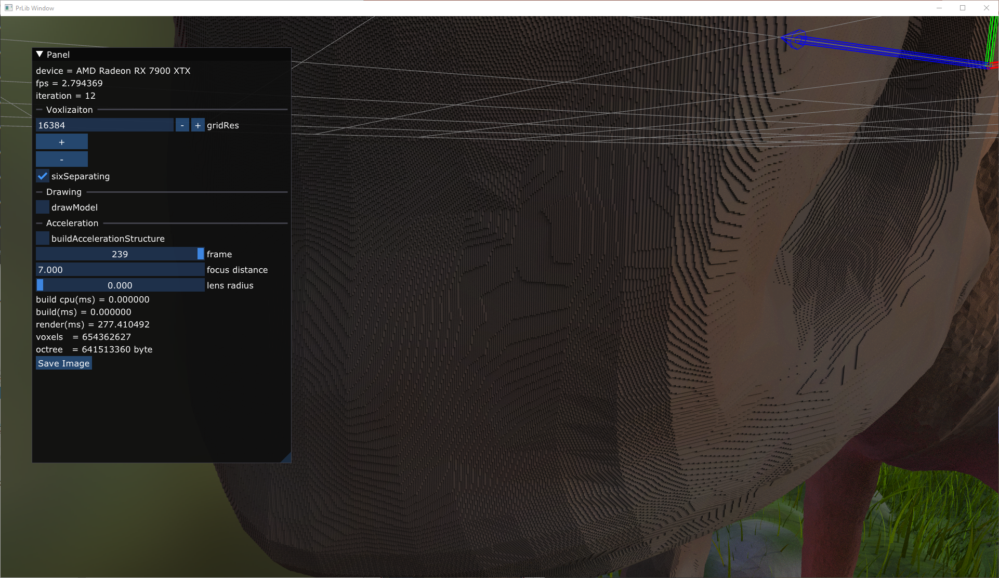 PrLib Window
Panel
device = AMD Radeon RX 7900 XTX
fps = 2.794369
iteration = 12
Voxlizaiton
16384 - + gridRes
+
-
sixSeparating
Drawing
drawModel
Acceleration
buildAccelerationStructure
239 frame
7.000 focus distance
0.000 lens radius
build cpu(ms) = 0.000000
build(ms) = 0.000000
render(ms) = 277.410492
voxels = 654362627
octree = 641513360 byte
Save Image